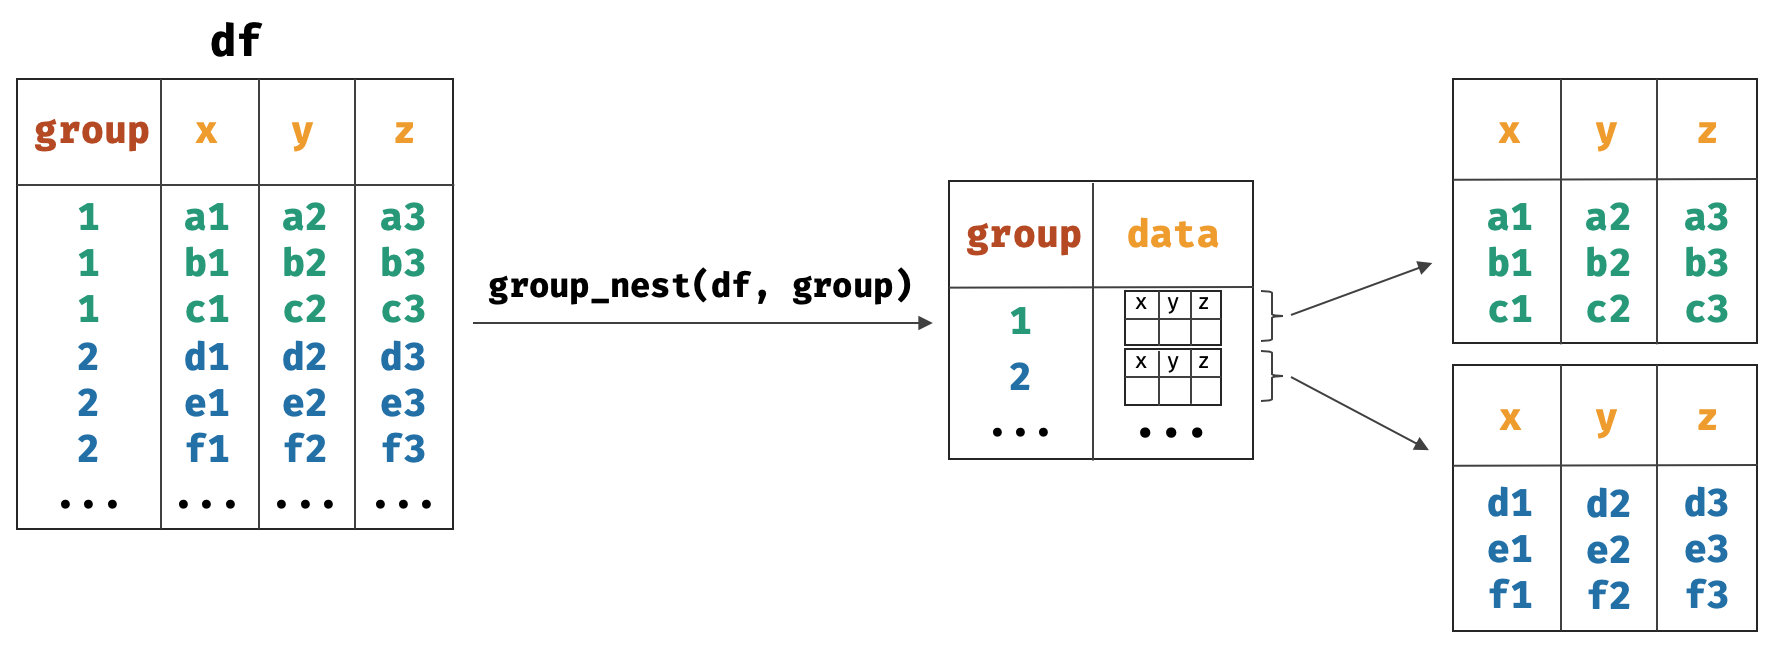 df
group x y z
1 a1 a2 a3
1 b1 b2 b3
1 c1 c2 c3
2 d1 d2 d3
2 e1 e2 e3
2 f1 f2 f3
... ... ... ...
group_nest(df, group)
group data
1 x y z
2 x y z
... ...
x y z
a1 a2 a3
b1 b2 b3
c1 c2 c3
x y z
d1 d2 d3
e1 e2 e3
f1 f2 f3